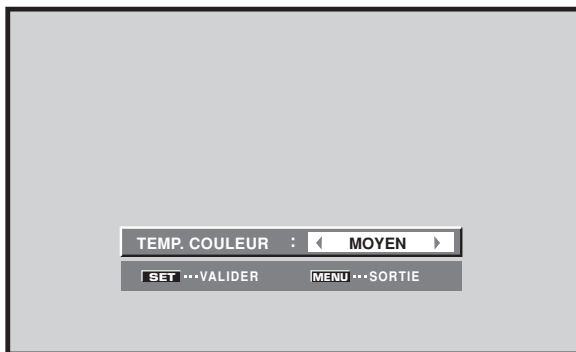 TEMP. COULEUR : MOYEN
SET ··· VALIDER MENU ··· SORTIE